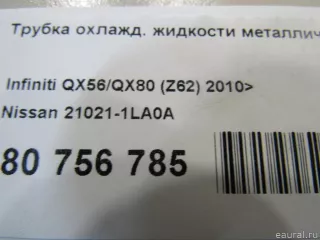 Трубка охлажд. жидкости металлич
Infiniti QX56/QX80 (Z62) 2010>
Nissan 21021-1LA0A
80 756 785
eaural.ru